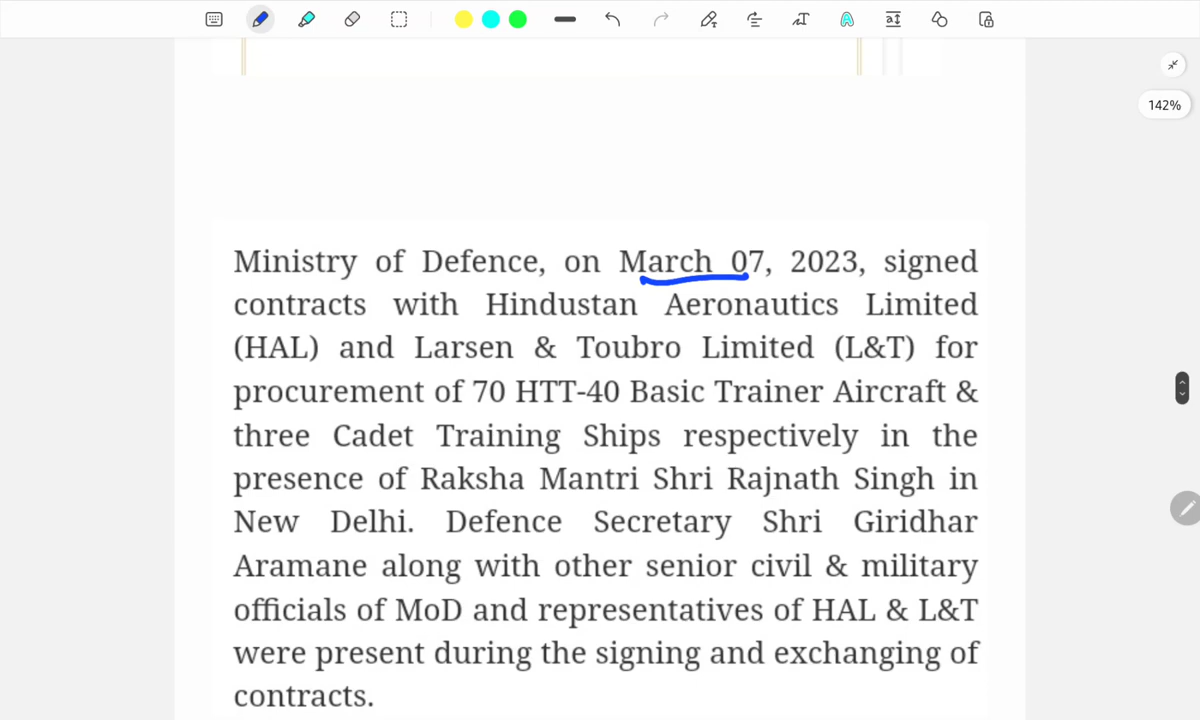 142%
Ministry of Defence, on March 07, 2023, signed
contracts with Hindustan Aeronautics Limited
(HAL) and Larsen & Toubro Limited (L&T) for
procurement of 70 HTT-40 Basic Trainer Aircraft &
three Cadet Training Ships respectively in the
presence of Raksha Mantri Shri Rajnath Singh in
New Delhi. Defence Secretary Shri Giridhar
Aramane along with other senior civil & military
officials of MoD and representatives of HAL & L&T
were present during the signing and exchanging of
contracts.